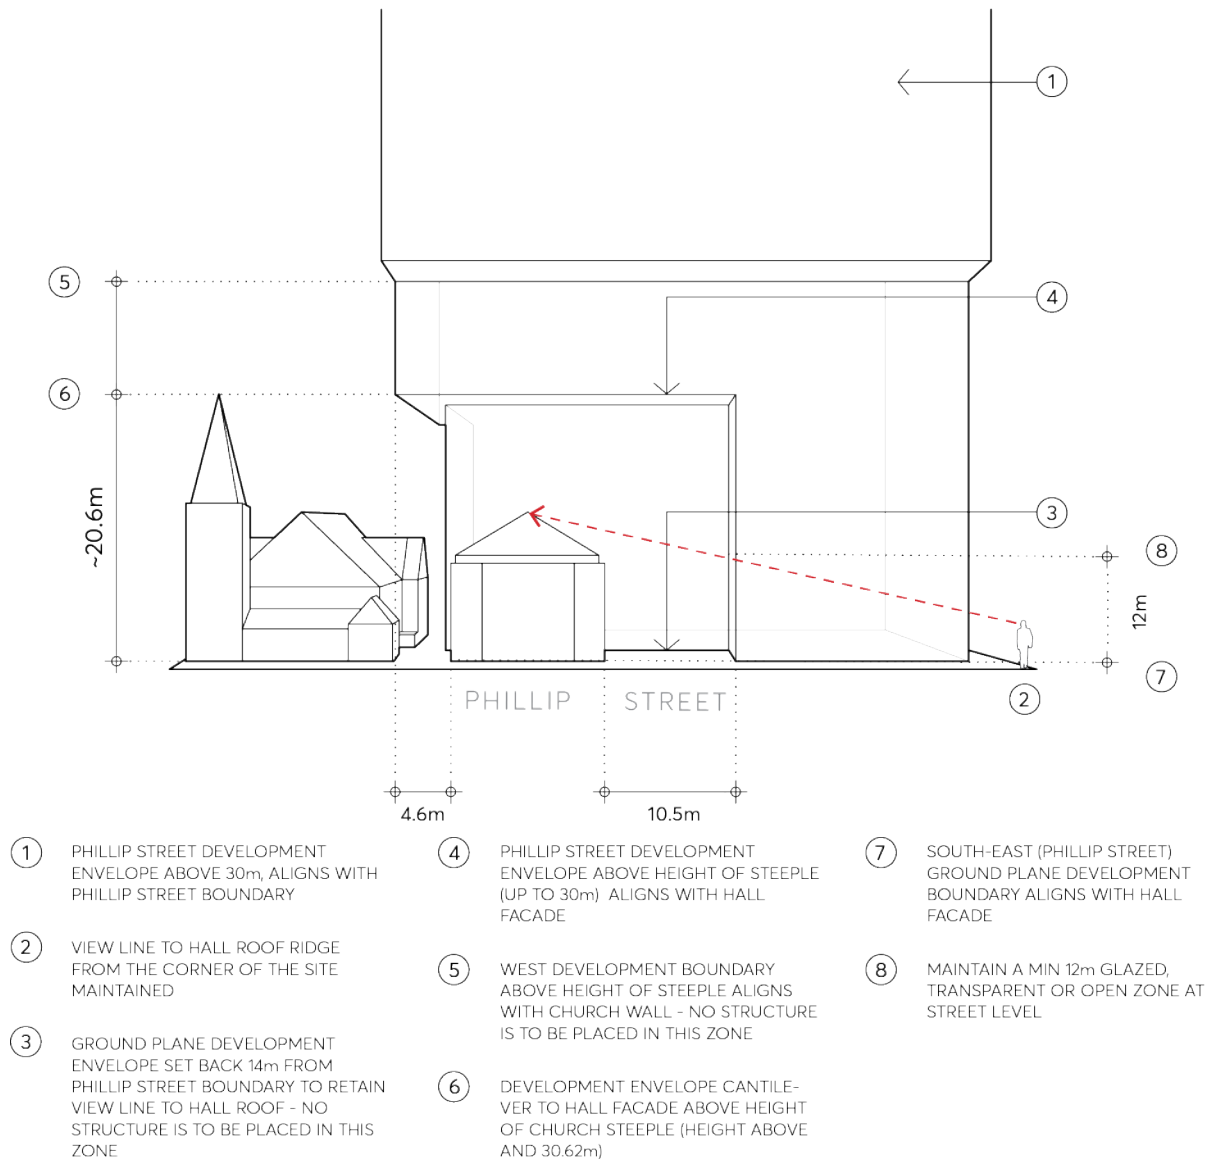 1
5
4
6
~20.6m
3
8
12m
7
PHILLIP STREET
2
4.6m
10.5m
1
PHILLIP STREET DEVELOPMENT
ENVELOPE ABOVE 30m, ALIGNS WITH
PHILLIP STREET BOUNDARY
2
VIEW LINE TO HALL ROOF RIDGE
FROM THE CORNER OF THE SITE
MAINTAINED
3
GROUND PLANE DEVELOPMENT
ENVELOPE SET BACK 14m FROM
PHILLIP STREET BOUNDARY TO RETAIN
VIEW LINE TO HALL ROOF - NO
STRUCTURE IS TO BE PLACED IN THIS
ZONE
4
PHILLIP STREET DEVELOPMENT
ENVELOPE ABOVE HEIGHT OF STEEPLE
(UP TO 30m) ALIGNS WITH HALL
FACADE
5
WEST DEVELOPMENT BOUNDARY
ABOVE HEIGHT OF STEEPLE ALIGNS
WITH CHURCH WALL - NO STRUCTURE
IS TO BE PLACED IN THIS ZONE
6
DEVELOPMENT ENVELOPE CANTILE-
VER TO HALL FACADE ABOVE HEIGHT
OF CHURCH STEEPLE (HEIGHT ABOVE
AND 30.62m)
7
SOUTH-EAST (PHILLIP STREET)
GROUND PLANE DEVELOPMENT
BOUNDARY ALIGNS WITH HALL
FACADE
8
MAINTAIN A MIN 12m GLAZED,
TRANSPARENT OR OPEN ZONE AT
STREET LEVEL